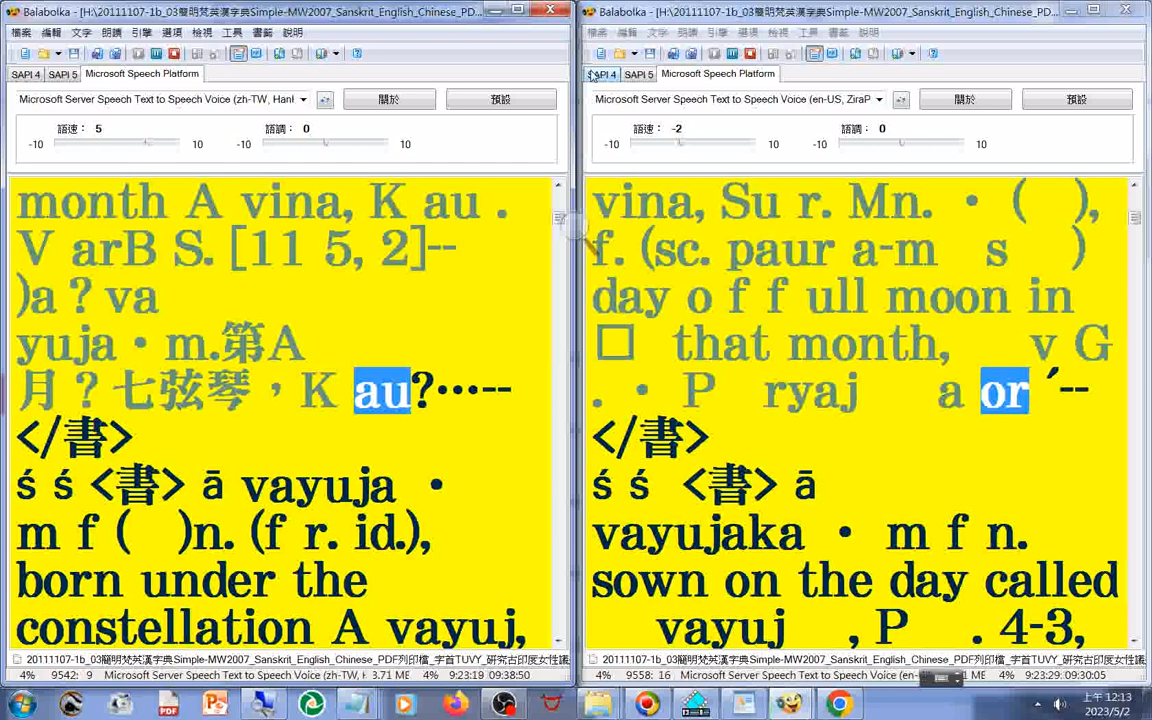 Balabolka - [H:\20111107-1b_03簡明梵英漢字典Simple-MW2007_Sanskrit_English_Chinese_PD...
檔案 編輯 文字 朗讀 引擎 選項 檢視 工具 書籤 說明
SAPI 4 SAPI 5 Microsoft Speech Platform
Microsoft Server Speech Text to Speech Voice (zh-TW, Hanl
關於
預設
語速： 5
語調： 0
-10 10 -10 10
month A vina, K au .
V arB S. [11 5, 2]--
)a ? va
yuja • m.第A
月 ? 七弦琴，K au?…--
</書>
ś ś <書> ā vayuja •
m f ( )n. (f r. id.),
born under the
constellation A vayuj,
20111107-1b_03簡明梵英漢字典Simple-MW2007_Sanskrit_English_Chinese_PDF列印檔_字首TUVY_研究古印度女性議
4% 9542: 9 Microsoft Server Speech Text to Speech Voice (zh-TW, H 3.71 ME 4% 9:23:19 09:38:50
Balabolka - [H:\20111107-1b_03簡明梵英漢字典Simple-MW2007_Sanskrit_English_Chinese_PD...
檔案 編輯 文字 朗讀 引擎 選項 檢視 工具 書籤 說明
SAPI 4 SAPI 5 Microsoft Speech Platform
Microsoft Server Speech Text to Speech Voice (en-US, ZiraP
關於
預設
語速： -2
語調： 0
-10 10 -10 10
vina, Su r. Mn. • ( ),
f. (sc. paur a-m s )
day o f f ull moon in
□ that month, v G
. • P ryaj a or ´--
</書>
ś ś <書> ā
vayujaka • m f n.
sown on the day called
vayuj , P . 4-3,
20111107-1b_03簡明梵英漢字典Simple-MW2007_Sanskrit_English_Chinese_PDF列印檔_字首TUVY_研究古印度女性議
4% 9558: 16 Microsoft Server Speech Text to Speech Voice (en-U 4% 9:23:29 09:30:05
上午 12:13
2023/5/2